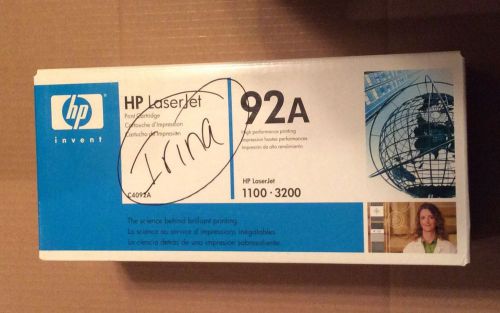 hp
invent
HP LaserJet
Print Cartridge
Cartouche d'impression
Cartucho de impresión
Irina
C4092A
92A
High performance printing
Impression hautes performances
Impresión de alto rendimiento
HP LaserJet
1100 · 3200
The science behind brilliant printing.
La science au service d'impressions inégalables.
La ciencia detrás de una impresión sobresaliente.